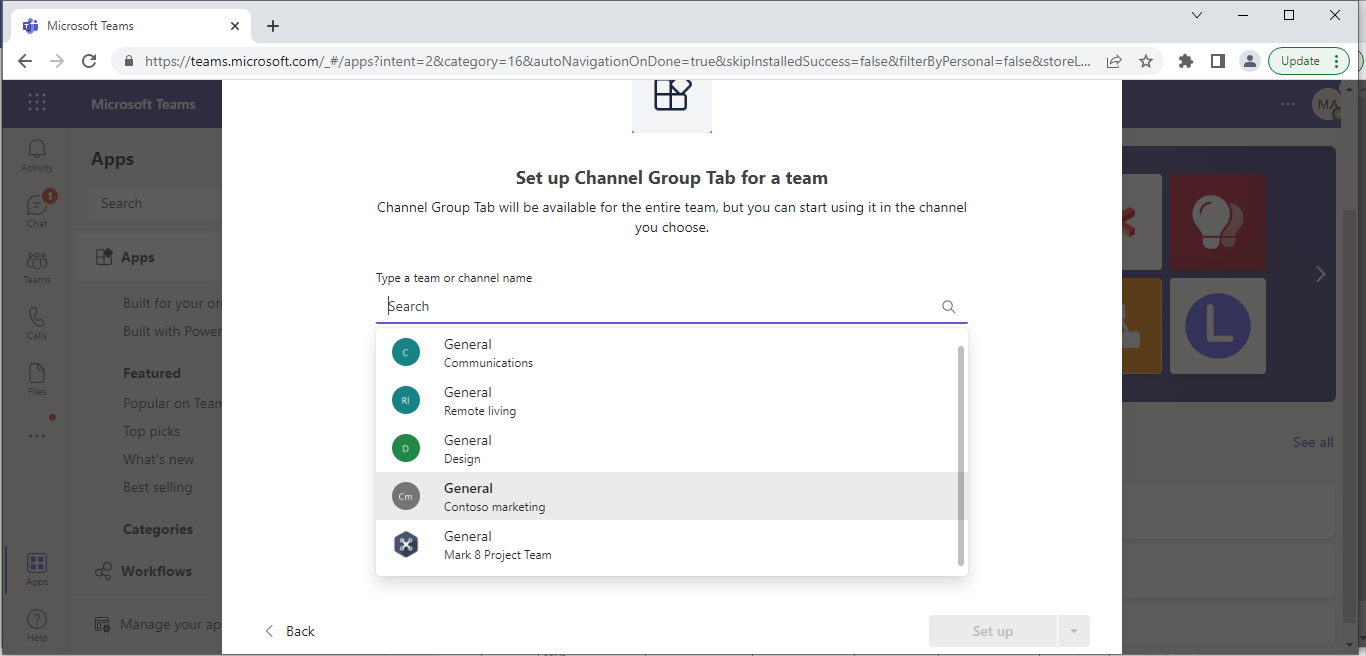 Microsoft Teams
https://teams.microsoft.com/_#/apps?intent=2&category=16&autoNavigationOnDone=true&skipInstalledSuccess=false&filterByPersonal=false&storeL...
Update
Microsoft Teams
MA
Activity
1
Chat
Teams
Calls
Files
Apps
Help
Apps
Search
Apps
Built for your or
Built with Power
Featured
Popular on Team
Top picks
What's new
Best selling
Categories
Workflows
Manage your ap
Set up Channel Group Tab for a team
Channel Group Tab will be available for the entire team, but you can start using it in the channel
you choose.
Type a team or channel name
Search
C
General
Communications
Rl
General
Remote living
D
General
Design
Cm
General
Contoso marketing
General
Mark 8 Project Team
Back
Set up
L
See all